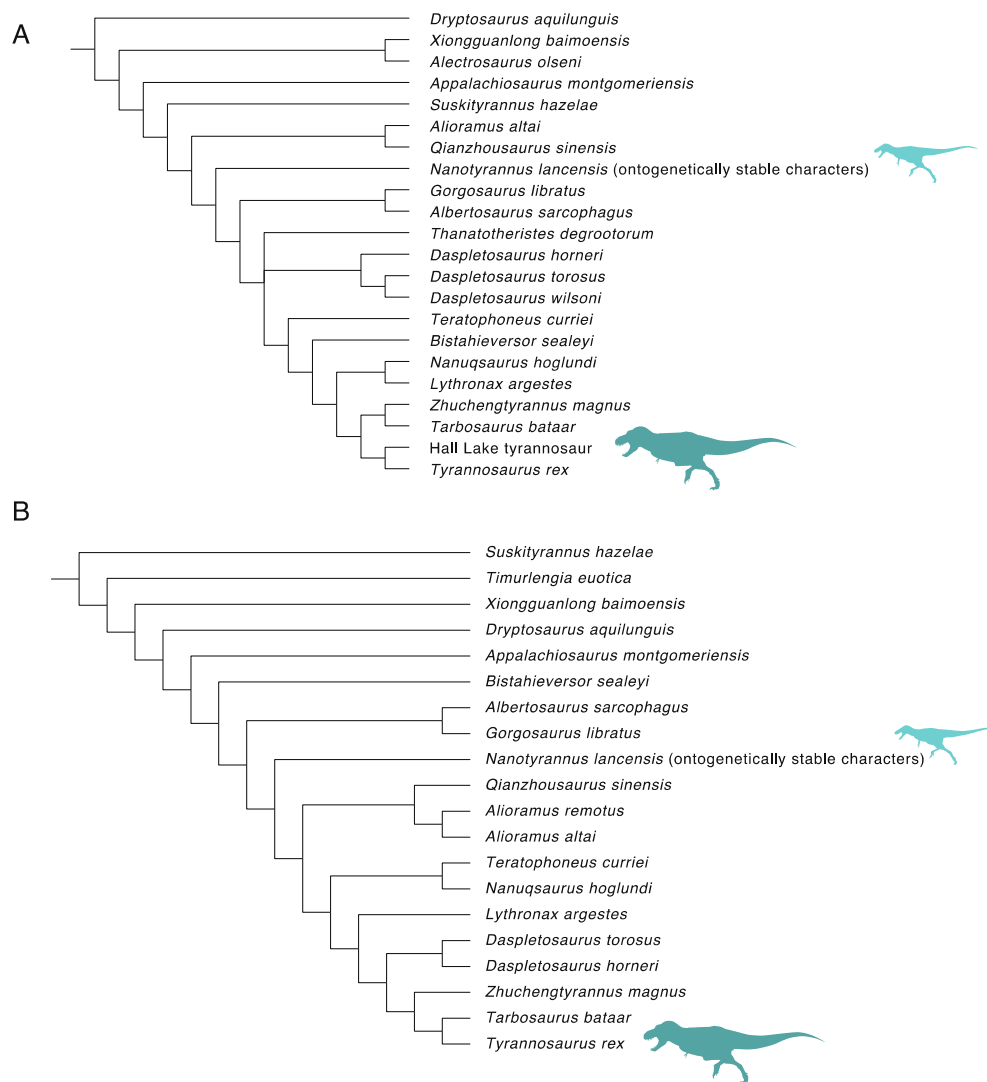 A
Dryptosaurus aquilunguis
Xiongguanlong baimoensis
Alectrosaurus olseni
Appalachiosaurus montgomeriensis
Suskityrannus hazelae
Alioramus altai
Qianzhousaurus sinensis
Nanotyrannus lancensis (ontogenetically stable characters)
Gorgosaurus libratus
Albertosaurus sarcophagus
Thanatotheristes degrootorum
Daspletosaurus horneri
Daspletosaurus torosus
Daspletosaurus wilsoni
Teratophoneus curriei
Bistahieversor sealeyi
Nanuqsaurus hoglundi
Lythronax argestes
Zhuchengtyrannus magnus
Tarbosaurus bataar
Hall Lake tyrannosaur
Tyrannosaurus rex
B
Suskityrannus hazelae
Timurlengia euotica
Xiongguanlong baimoensis
Dryptosaurus aquilunguis
Appalachiosaurus montgomeriensis
Bistahieversor sealeyi
Albertosaurus sarcophagus
Gorgosaurus libratus
Nanotyrannus lancensis (ontogenetically stable characters)
Qianzhousaurus sinensis
Alioramus remotus
Alioramus altai
Teratophoneus curriei
Nanuqsaurus hoglundi
Lythronax argestes
Daspletosaurus torosus
Daspletosaurus horneri
Zhuchengtyrannus magnus
Tarbosaurus bataar
Tyrannosaurus rex